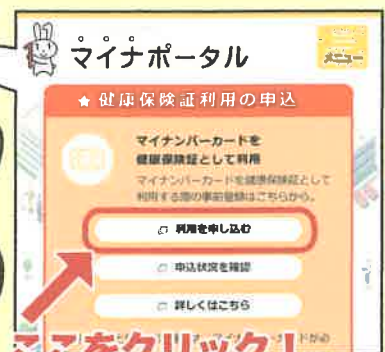 マイナポータル
メニュー
★ 健康保険証利用の申込
マイナンバーカードを
健康保険証として利用
マイナンバーカードを健康保険証として
利用する際の事前登録はこちらから。
利用を申し込む
申込状況を確認
詳しくはこちら
ここをクリック！